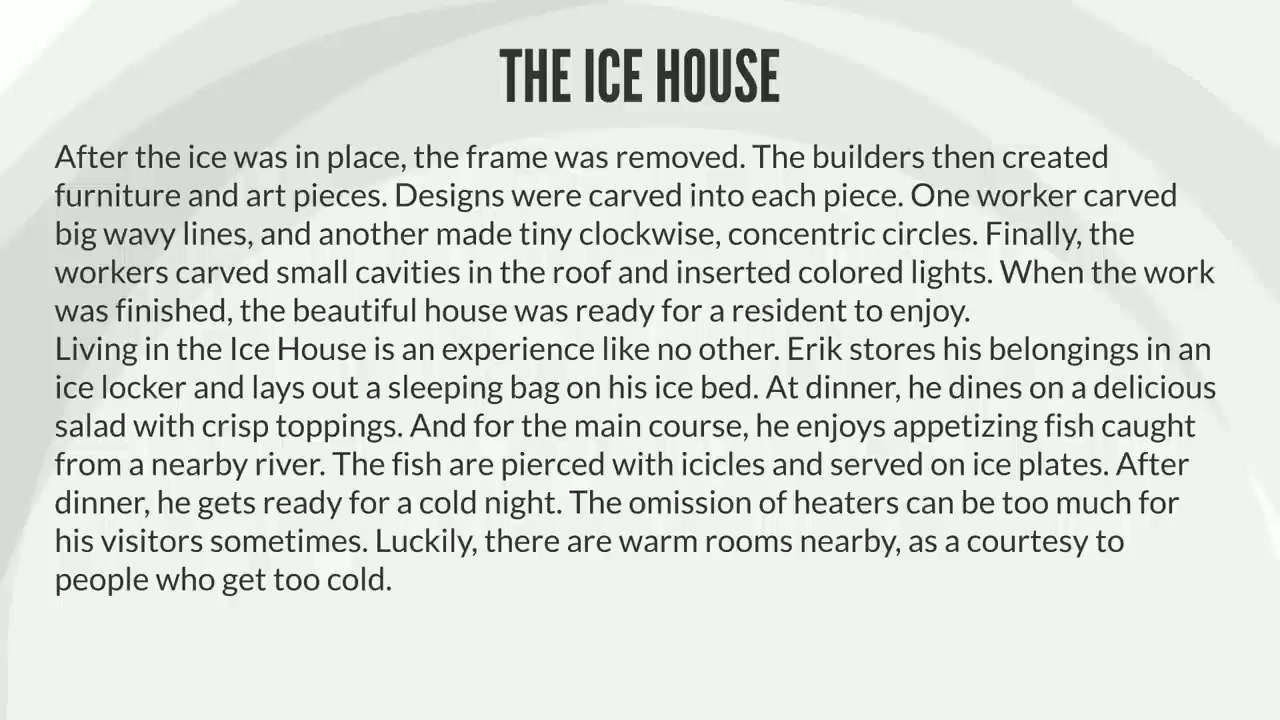 THE ICE HOUSE
After the ice was in place, the frame was removed. The builders then created
furniture and art pieces. Designs were carved into each piece. One worker carved
big wavy lines, and another made tiny clockwise, concentric circles. Finally, the
workers carved small cavities in the roof and inserted colored lights. When the work
was finished, the beautiful house was ready for a resident to enjoy.
Living in the Ice House is an experience like no other. Erik stores his belongings in an
ice locker and lays out a sleeping bag on his ice bed. At dinner, he dines on a delicious
salad with crisp toppings. And for the main course, he enjoys appetizing fish caught
from a nearby river. The fish are pierced with icicles and served on ice plates. After
dinner, he gets ready for a cold night. The omission of heaters can be too much for
his visitors sometimes. Luckily, there are warm rooms nearby, as a courtesy to
people who get too cold.